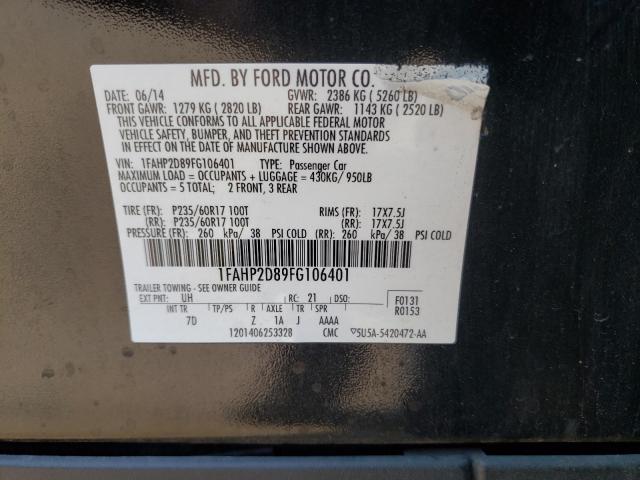 MFD. BY FORD MOTOR CO.
DATE: 06/14 GVWR: 2386 KG ( 5260 LB)
FRONT GAWR: 1279 KG ( 2820 LB) REAR GAWR: 1143 KG ( 2520 LB)
THIS VEHICLE CONFORMS TO ALL APPLICABLE FEDERAL MOTOR
VEHICLE SAFETY, BUMPER, AND THEFT PREVENTION STANDARDS
IN EFFECT ON THE DATE OF MANUFACTURE SHOWN ABOVE.
VIN: 1FAHP2D89FG106401 TYPE: Passenger Car
MAXIMUM LOAD = OCCUPANTS + LUGGAGE = 430KG/ 950LB
OCCUPANTS = 5 TOTAL; 2 FRONT, 3 REAR
TIRE (FR): P235/60R17 100T RIMS (FR): 17X7.5J
(RR): P235/60R17 100T (RR): 17X7.5J
PRESSURE (FR): 260 kPa/ 38 PSI COLD (RR): 260 kPa/ 38 PSI COLD
1FAHP2D89FG106401
TRAILER TOWING - SEE OWNER GUIDE
EXT PNT: UH RC: 21 DSO: F0131
INT TR TP/PS R AXLE TR SPR R0153
7D Z 1A J AAAA
1201406253328 CMC ▽5U5A-5420472-AA